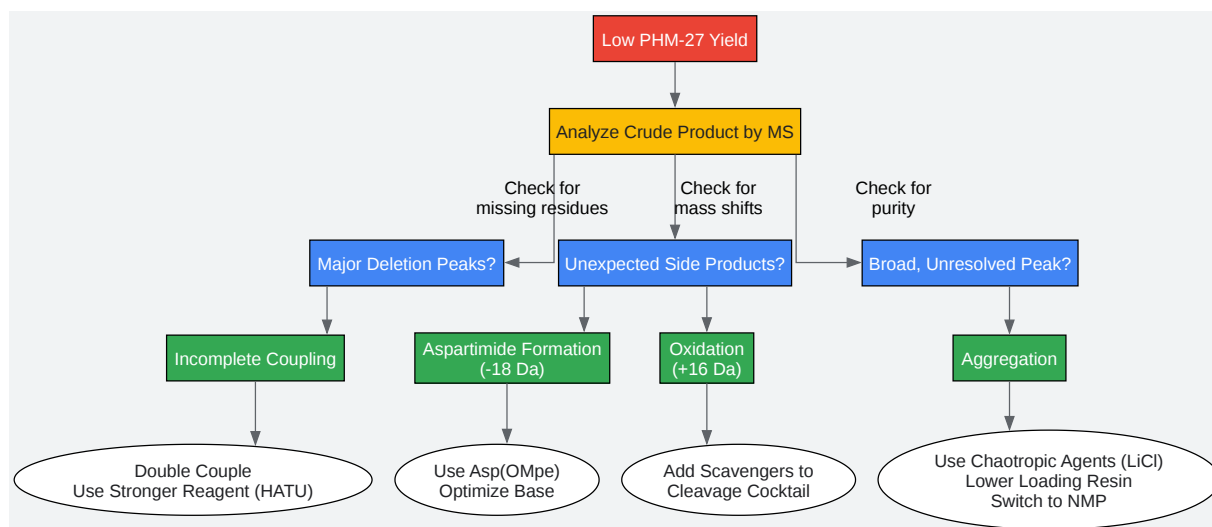 Low PHM-27 Yield
Analyze Crude Product by MS
Check for
missing residues
Check for
mass shifts
Check for
purity
Major Deletion Peaks?
Unexpected Side Products?
Broad, Unresolved Peak?
Incomplete Coupling
Aspartimide Formation
(-18 Da)
Oxidation
(+16 Da)
Aggregation
Double Couple
Use Stronger Reagent (HATU)
Use Asp(OMpe)
Optimize Base
Add Scavengers to
Cleavage Cocktail
Use Chaotropic Agents (LiCl)
Lower Loading Resin
Switch to NMP